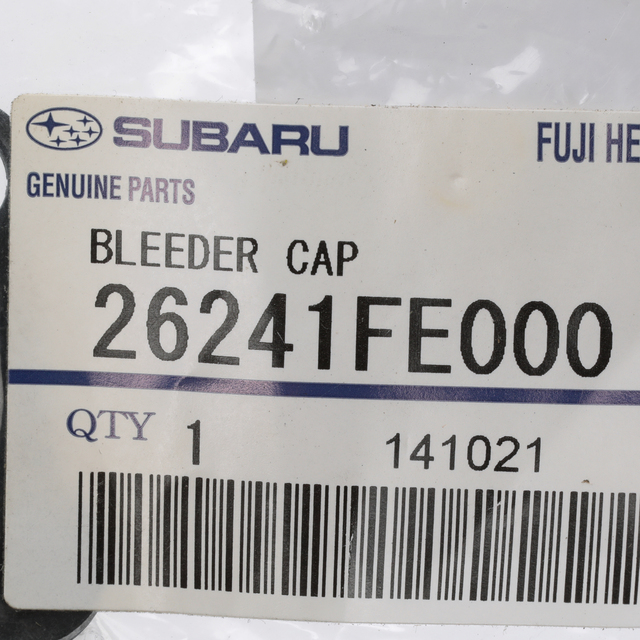 SUBARU FUJI HE
GENUINE PARTS
BLEEDER CAP
26241FE000
QTY 1 141021